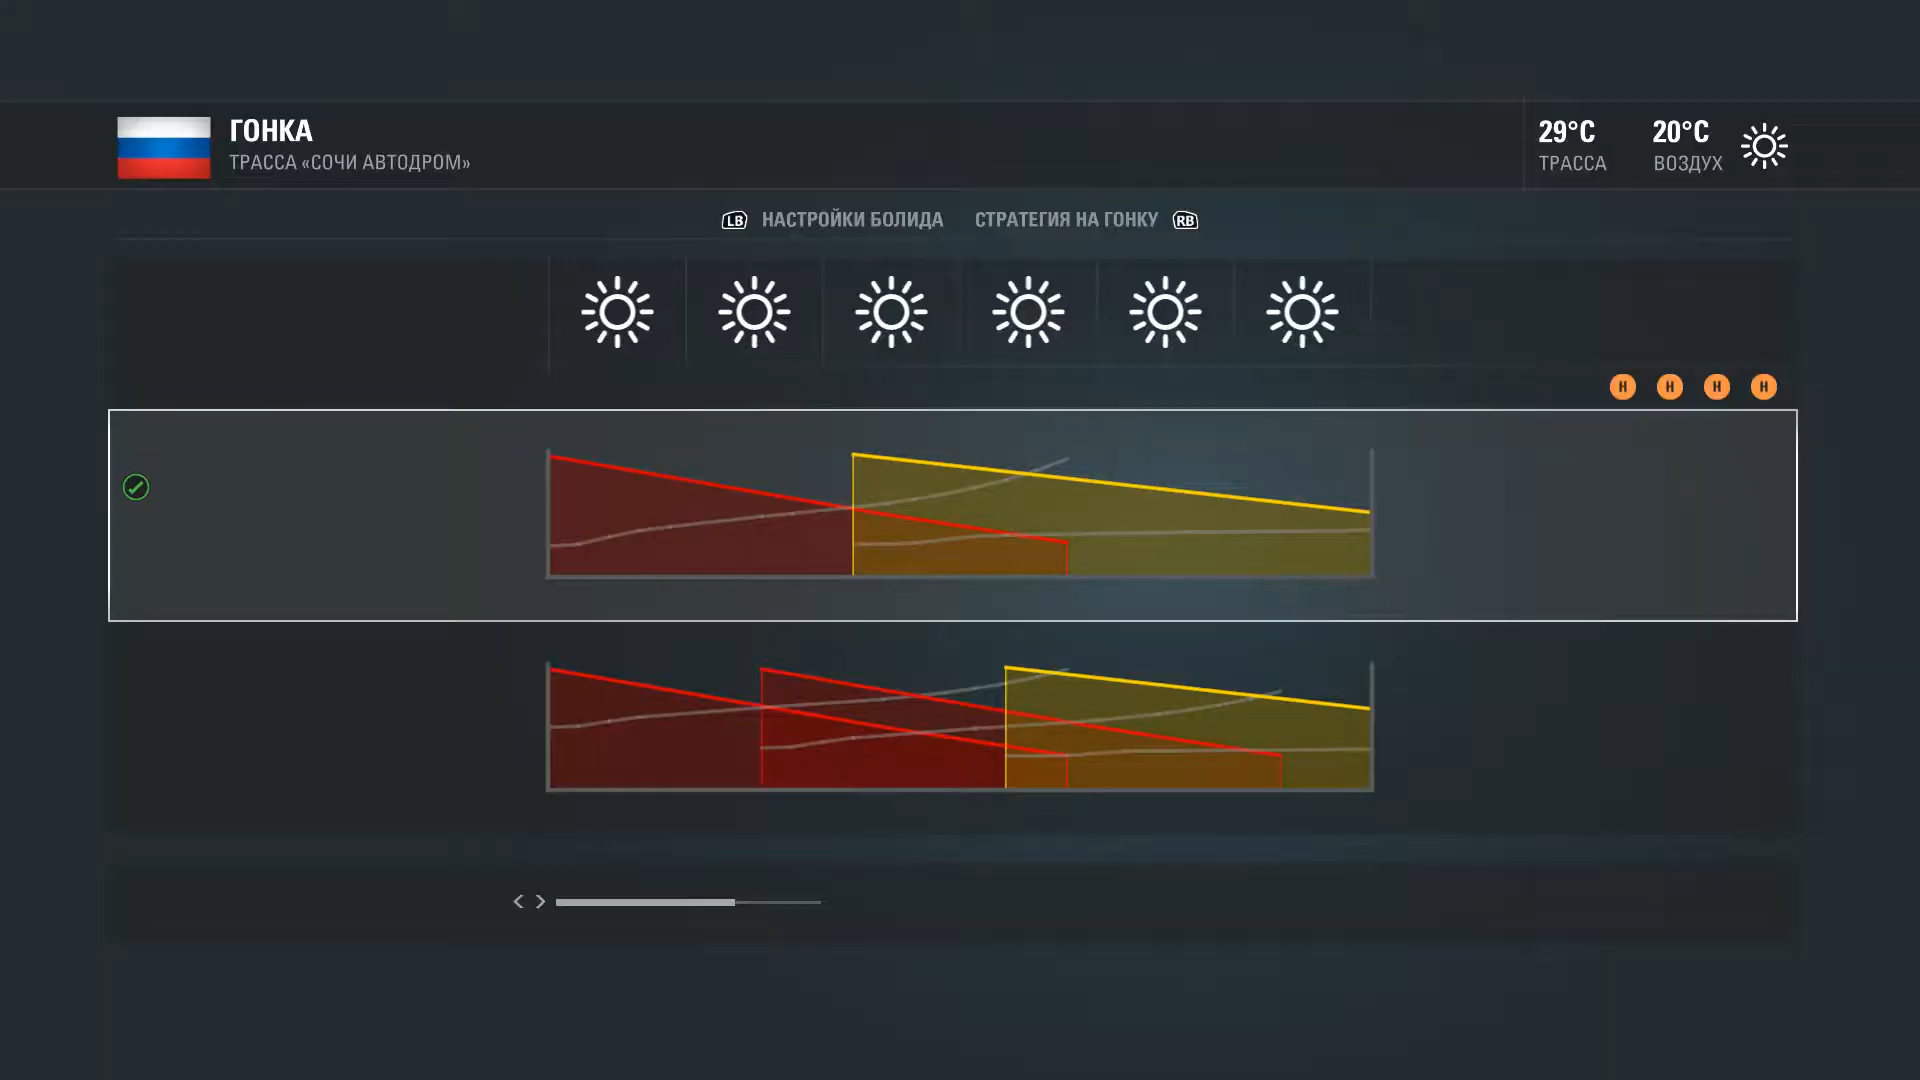 ГОНКА
ТРАССА «СОЧИ АВТОДРОМ»
29°C
ТРАССА
20°C
ВОЗДУХ
LB НАСТРОЙКИ БОЛИДА СТРАТЕГИЯ НА ГОНКУ RB
H H H H